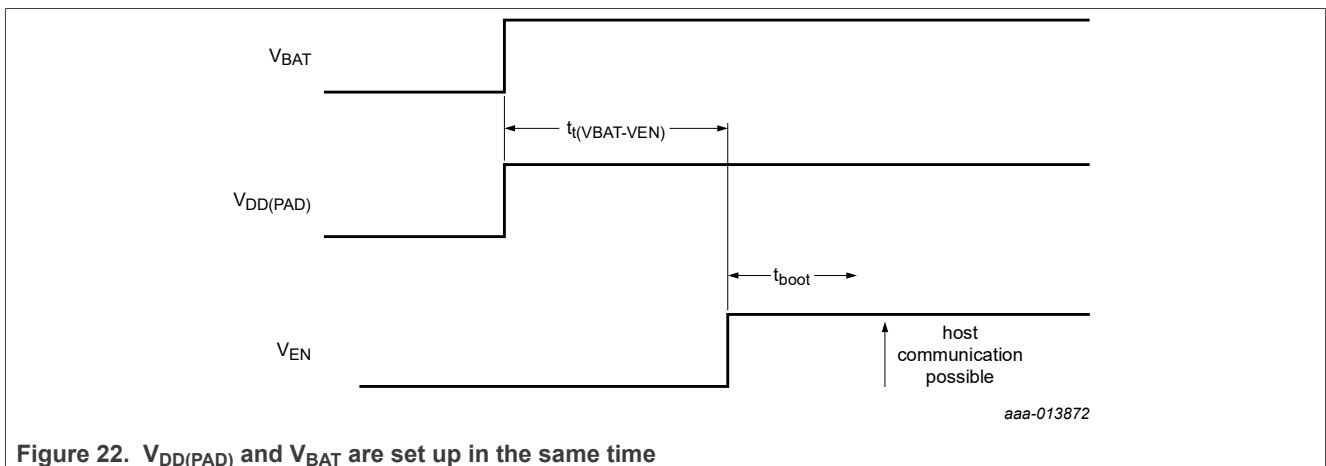 VBAT
tt(VBAT-VEN)
VDD(PAD)
tboot
VEN
host
communication
possible
aaa-013872
Figure 22. VDD(PAD) and VBAT are set up in the same time